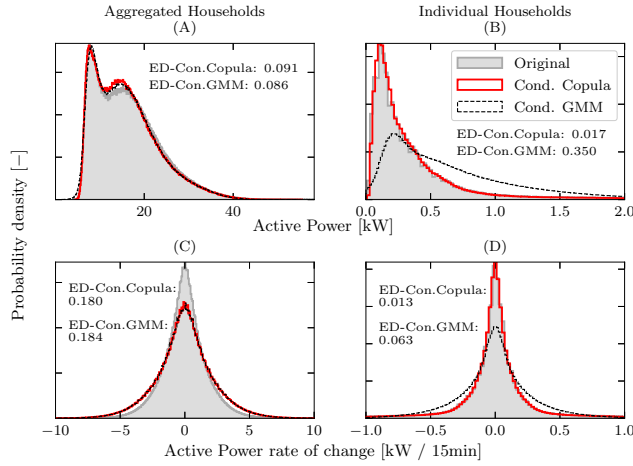 Aggregated Households
Individual Households
(A)
(B)
ED-Con.Copula: 0.091
ED-Con.GMM: 0.086
Original
Cond. Copula
Cond. GMM
ED-Con.Copula: 0.017
ED-Con.GMM: 0.350
20
40
0.0
0.5
1.0
1.5
2.0
Active Power [kW]
Active Power [kW]
Probability density [−]
(C)
(D)
ED-Con.Copula:
0.180
ED-Con.GMM:
0.184
ED-Con.Copula:
0.013
ED-Con.GMM:
0.063
−10
−5
0
5
10
−1.0
−0.5
0.0
0.5
1.0
Active Power rate of change [kW / 15min]